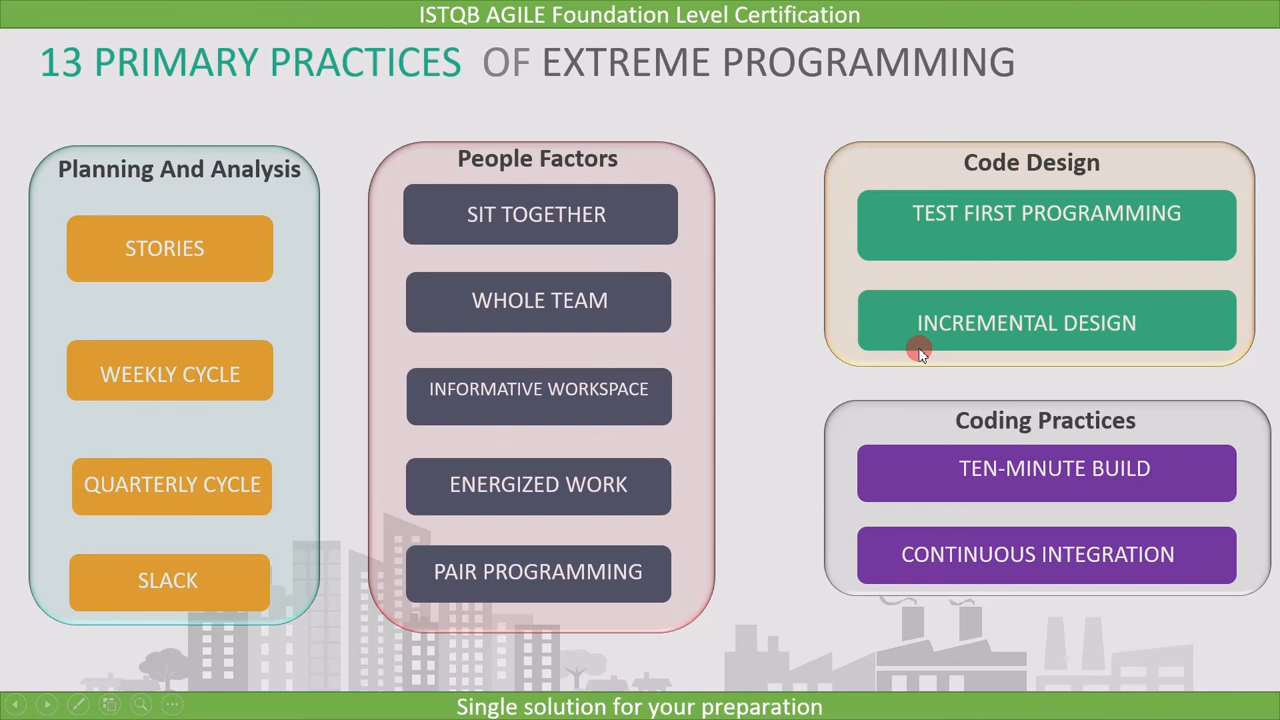 ISTQB AGILE Foundation Level Certification
13 PRIMARY PRACTICES OF EXTREME PROGRAMMING
Planning And Analysis
STORIES
WEEKLY CYCLE
QUARTERLY CYCLE
SLACK
People Factors
SIT TOGETHER
WHOLE TEAM
INFORMATIVE WORKSPACE
ENERGIZED WORK
PAIR PROGRAMMING
Code Design
TEST FIRST PROGRAMMING
INCREMENTAL DESIGN
Coding Practices
TEN-MINUTE BUILD
CONTINUOUS INTEGRATION
Single solution for your preparation